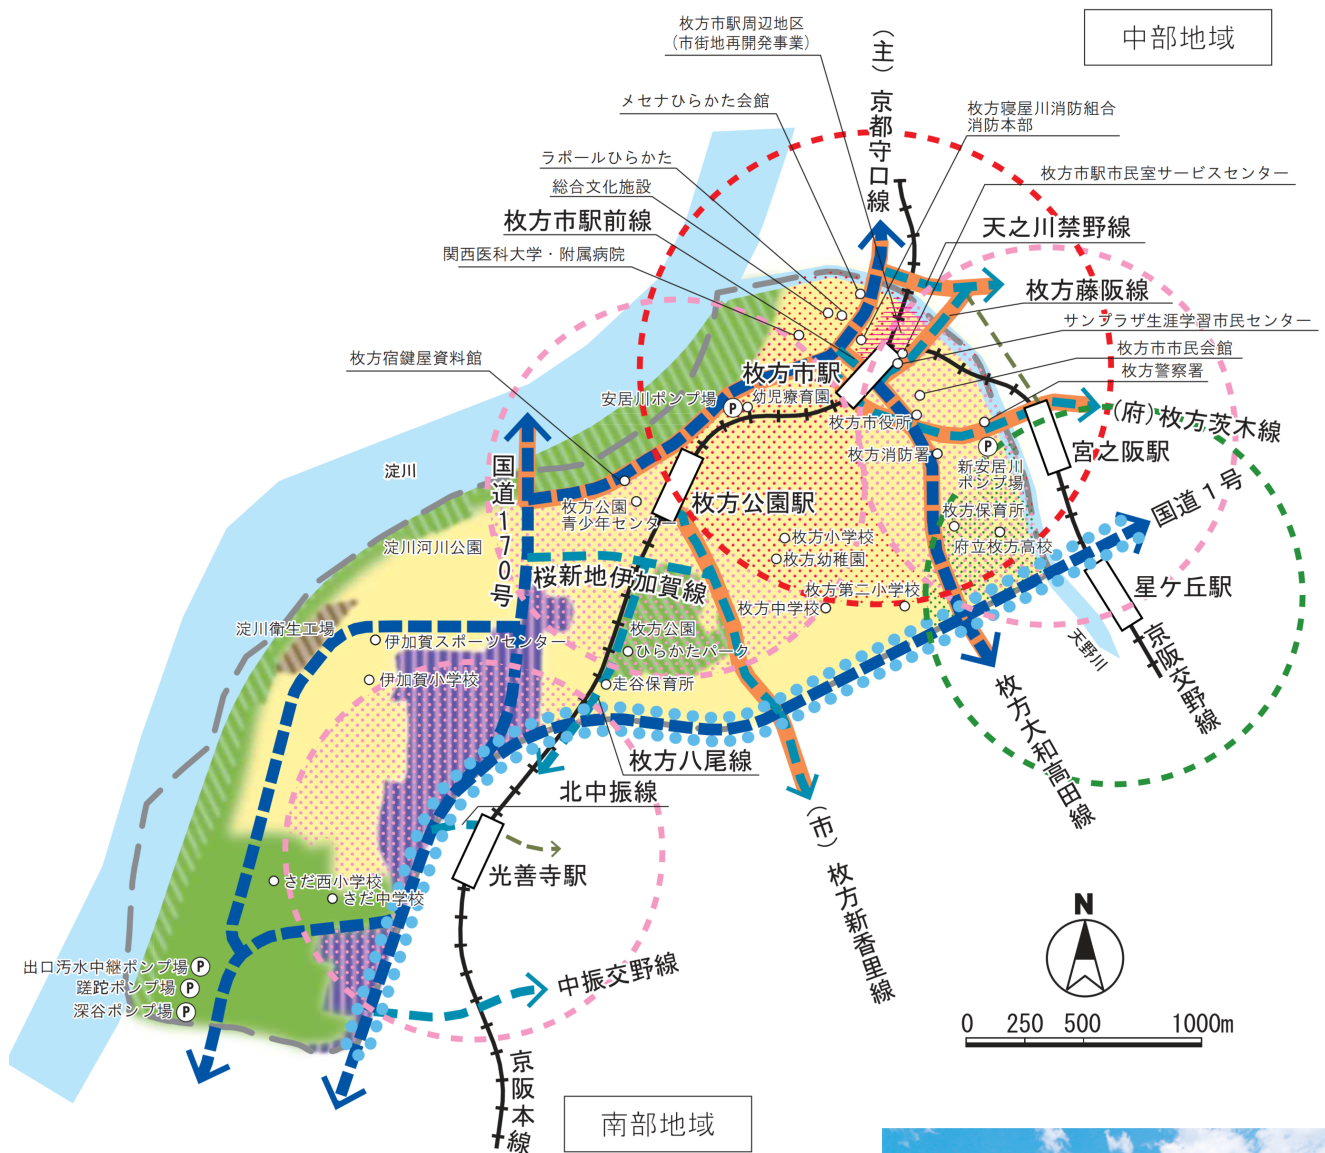 中部地域
枚方市駅周辺地区
（市街地再開発事業）
（主）京都守口線
メセナひらかた会館
枚方寝屋川消防組合
消防本部
ラポールひらかた
枚方市駅市民室サービスセンター
総合文化施設
枚方市駅前線
天之川禁野線
関西医科大学・附属病院
枚方藤阪線
サンプラザ生涯学習市民センター
枚方宿鍵屋資料館
枚方市市民会館
枚方市駅
枚方警察署
安居川ポンプ場
P
幼児療育園
枚方市役所
(府)枚方茨木線
淀川
国道170号
枚方消防署
P
宮之阪駅
新安居川
ポンプ場
国道1号
枚方公園駅
枚方公園
青少年センター
枚方保育所
淀川河川公園
枚方小学校
府立枚方高校
枚方幼稚園
桜新地伊加賀線
枚方第二小学校
星ケ丘駅
枚方中学校
淀川衛生工場
伊加賀スポーツセンター
枚方公園
ひらかたパーク
天野川
京阪交野線
伊加賀小学校
走谷保育所
枚方大和高田線
枚方八尾線
北中振線
（市）枚方新香里線
光善寺駅
さだ西小学校
さだ中学校
N
出口汚水中継ポンプ場 P
蹉跎ポンプ場 P
深谷ポンプ場 P
中振交野線
0 250 500 1000m
京阪本線
南部地域